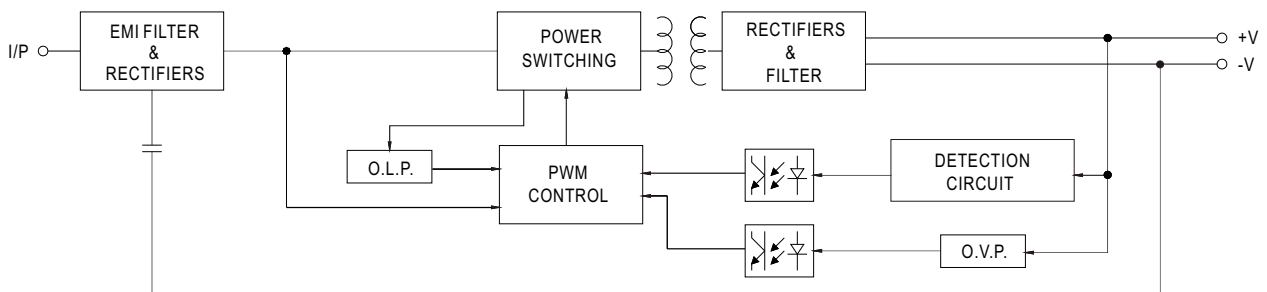 I/P
EMI FILTER
&
RECTIFIERS
POWER
SWITCHING
RECTIFIERS
&
FILTER
+V
-V
O.L.P.
PWM
CONTROL
DETECTION
CIRCUIT
O.V.P.